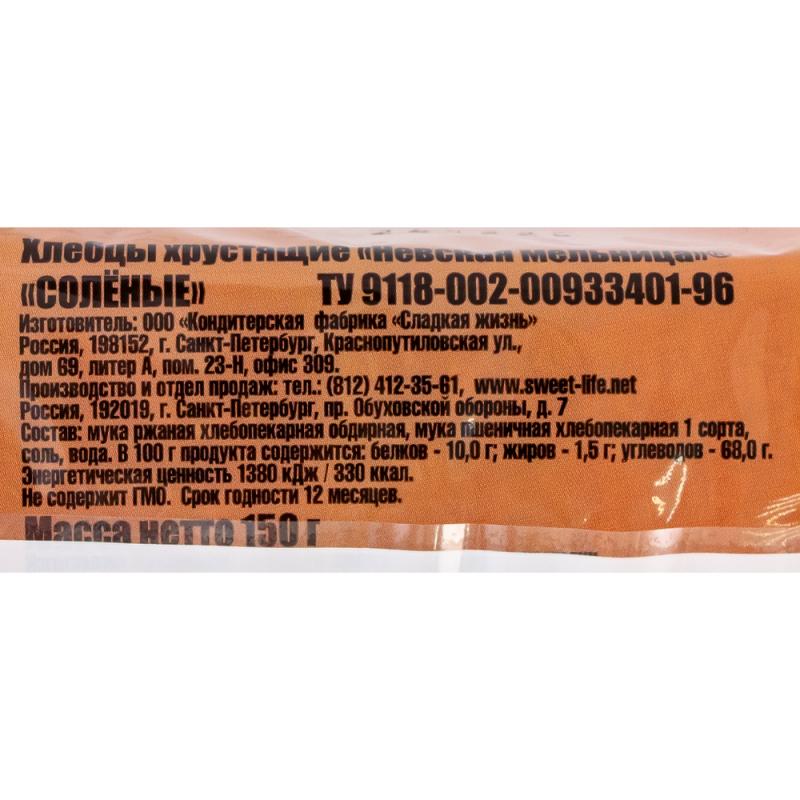 Хлебцы хрустящие «Невская мельница»®
«СОЛЁНЫЕ» ТУ 9118-002-00933401-96
Изготовитель: ООО «Кондитерская фабрика «Сладкая жизнь»
Россия, 198152, г. Санкт-Петербург, Краснопутиловская ул.,
дом 69, литер А, пом. 23-Н, офис 309.
Производство и отдел продаж: тел.: (812) 412-35-61, www.sweet-life.net
Россия, 192019, г. Санкт-Петербург, пр. Обуховской обороны, д. 7
Состав: мука ржаная хлебопекарная обдирная, мука пшеничная хлебопекарная 1 сорта,
соль, вода. В 100 г продукта содержится: белков - 10,0 г; жиров - 1,5 г; углеводов - 68,0 г.
Энергетическая ценность 1380 кДж / 330 ккал.
Не содержит ГМО. Срок годности 12 месяцев.
Масса нетто 150 г